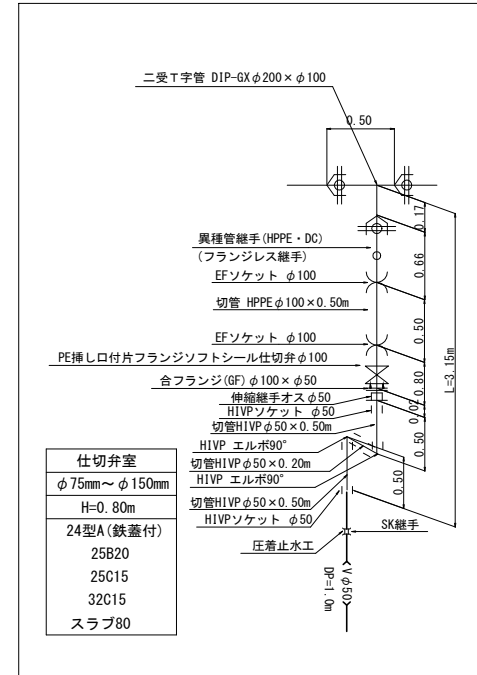 二受T字管 DIP-GXφ200×φ100
0.50
0.17
異種管継手(HPPE・DC)
(フランジレス継手)
0.66
EFソケット φ100
切管 HPPEφ100×0.50m
0.50
L=3.15m
EFソケット φ100
PE挿し口付片フランジソフトシール仕切弁φ100
0.80
合フランジ(GF)φ100×φ50
伸縮継手オスφ50
0.02
HIVPソケット φ50
切管HIVPφ50×0.50m
0.50
HIVP エルボ90°
切管HIVPφ50×0.20m
HIVP エルボ90°
0.50
切管HIVPφ50×0.50m
HIVPソケット φ50
SK継手
圧着止水工
Vφ50
DP=1.0m
仕切弁室
φ75mm～φ150mm
H=0.80m
24型A(鉄蓋付)
25B20
25C15
32C15
スラブ80